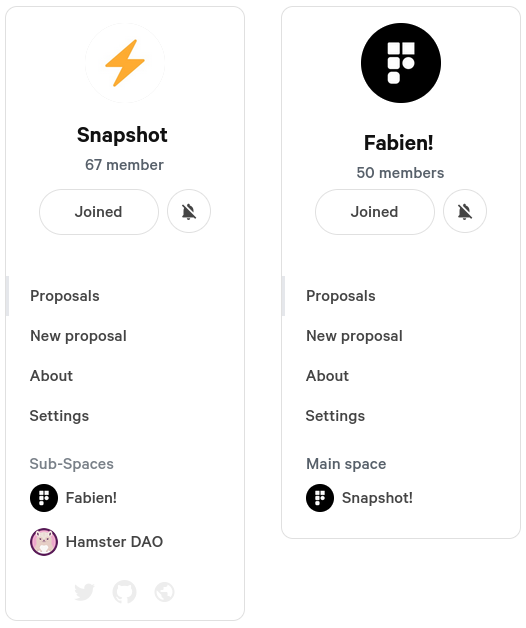 Snapshot
67 member
Joined
Proposals
New proposal
About
Settings
Sub-Spaces
Fabien!
Hamster DAO
Fabien!
50 members
Joined
Proposals
New proposal
About
Settings
Main space
Snapshot!